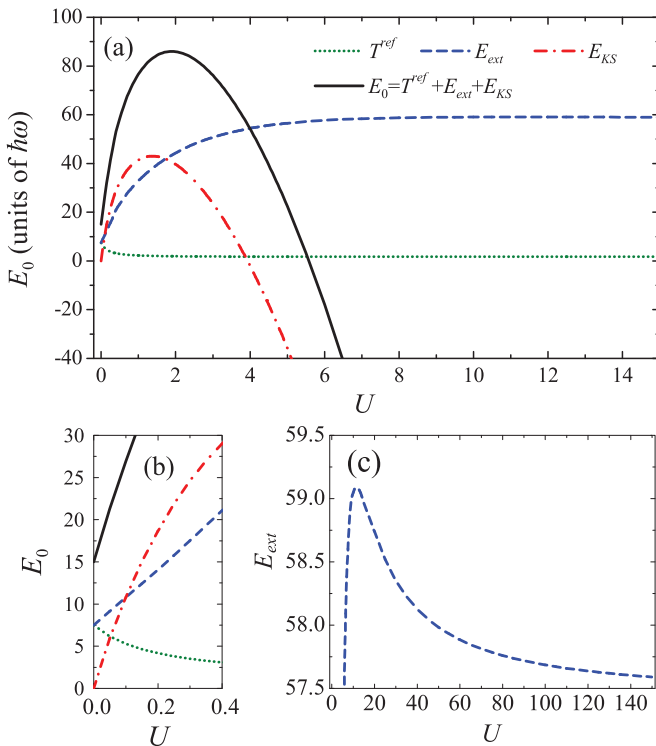 100
80
60
40
20
0
-20
-40
E₀ (units of ħω)
(a)
T^ref E_ext E_KS
E₀=T^ref +E_ext+E_KS
0 2 4 6 8 10 12 14
U
30
25
20
15
10
5
0
E₀
(b)
0.0 0.2 0.4
U
59.5
59.0
58.5
58.0
57.5
E_ext
(c)
0 20 40 60 80 100 120 140
U